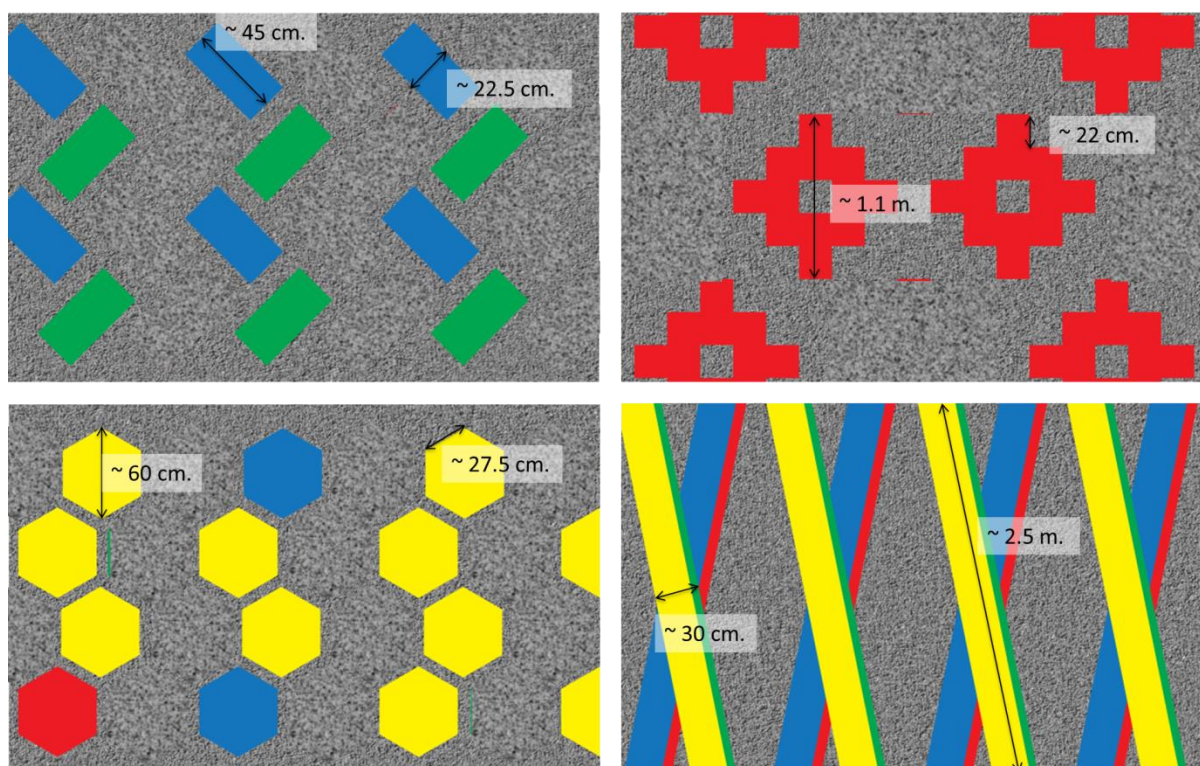 ~ 45 cm.
~ 22.5 cm.
~ 22 cm.
~ 1.1 m.
~ 60 cm.
~ 27.5 cm.
~ 2.5 m.
~ 30 cm.